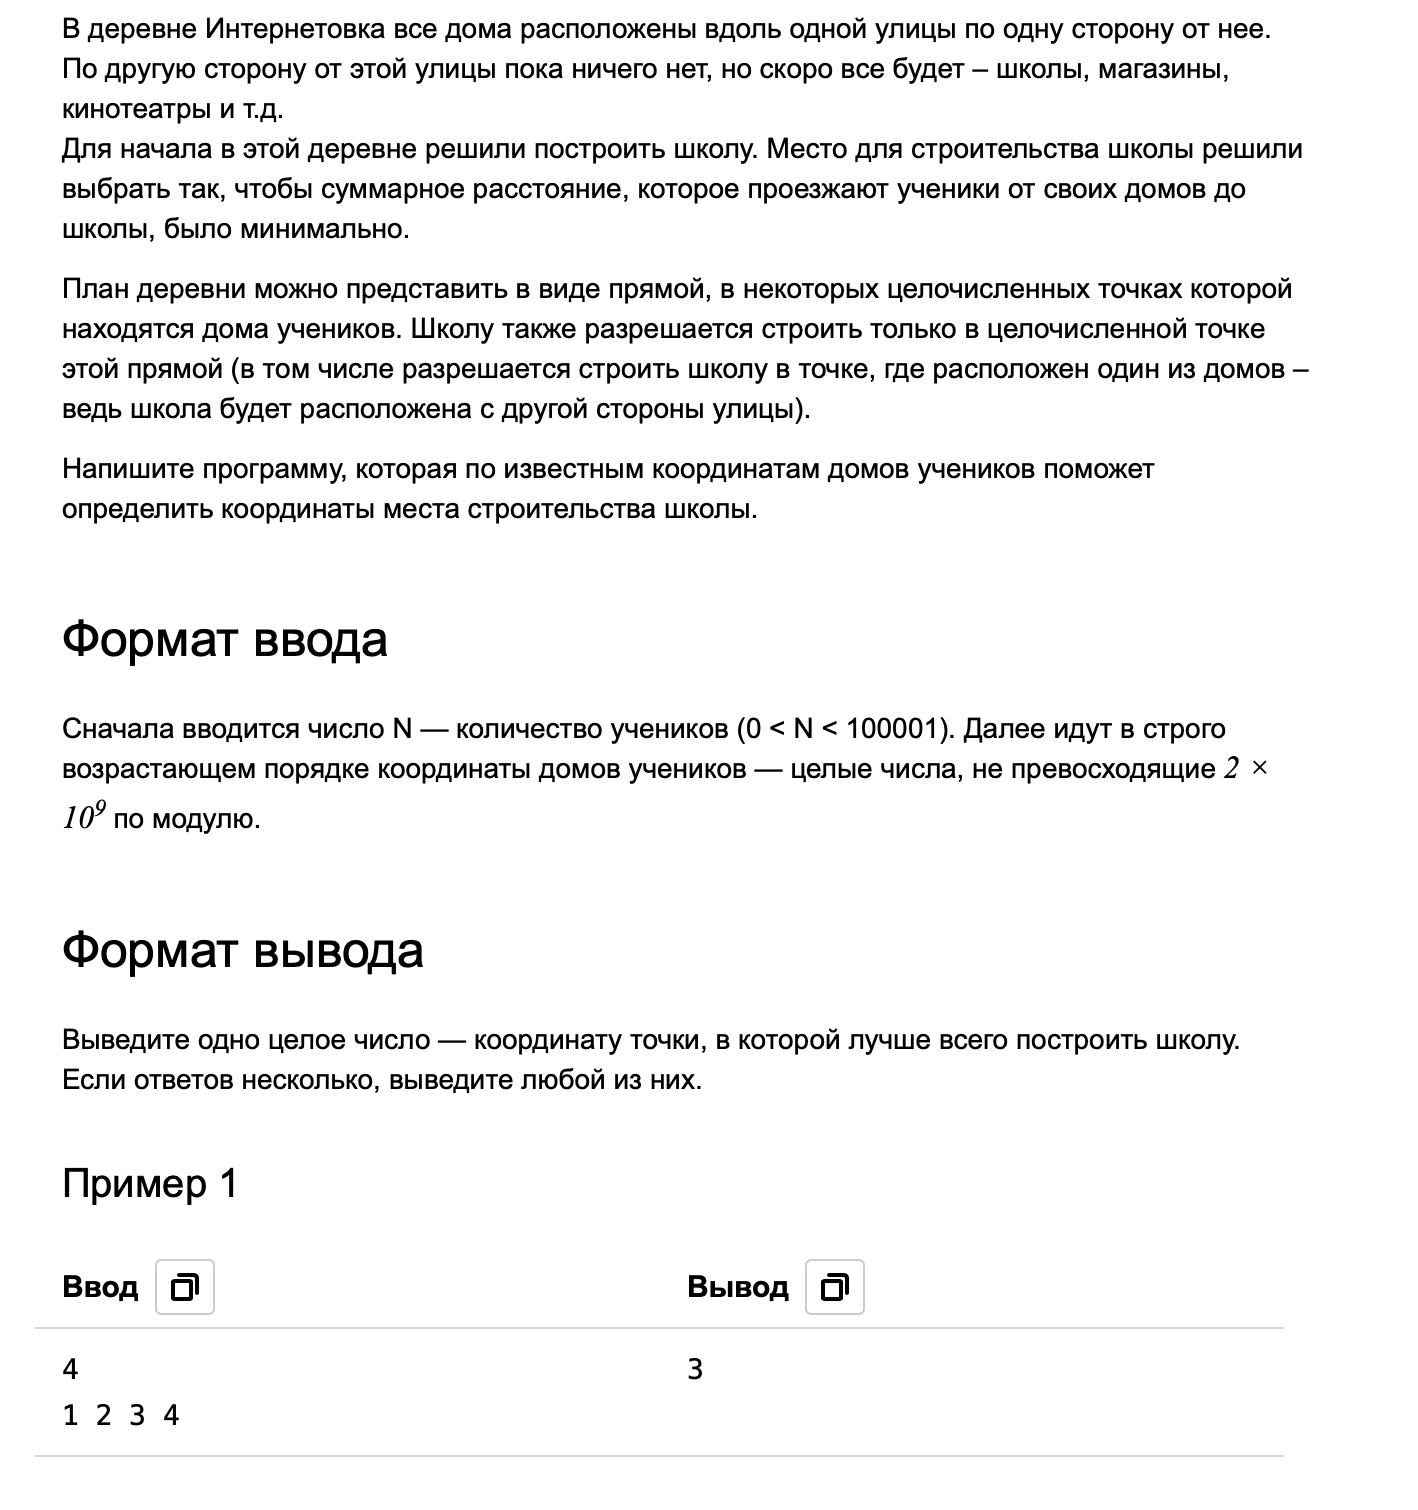 В деревне Интернетовка все дома расположены вдоль одной улицы по одну сторону от нее.
По другую сторону от этой улицы пока ничего нет, но скоро все будет – школы, магазины,
кинотеатры и т.д.
Для начала в этой деревне решили построить школу. Место для строительства школы решили
выбрать так, чтобы суммарное расстояние, которое проезжают ученики от своих домов до
школы, было минимально.
План деревни можно представить в виде прямой, в некоторых целочисленных точках которой
находятся дома учеников. Школу также разрешается строить только в целочисленной точке
этой прямой (в том числе разрешается строить школу в точке, где расположен один из домов –
ведь школа будет расположена с другой стороны улицы).
Напишите программу, которая по известным координатам домов учеников поможет
определить координаты места строительства школы.
Формат ввода
Сначала вводится число N — количество учеников (0 < N < 100001). Далее идут в строго
возрастающем порядке координаты домов учеников — целые числа, не превосходящие 2 ×
10⁹ по модулю.
Формат вывода
Выведите одно целое число — координату точки, в которой лучше всего построить школу.
Если ответов несколько, выведите любой из них.
Пример 1
Ввод Вывод
4 3
1 2 3 4